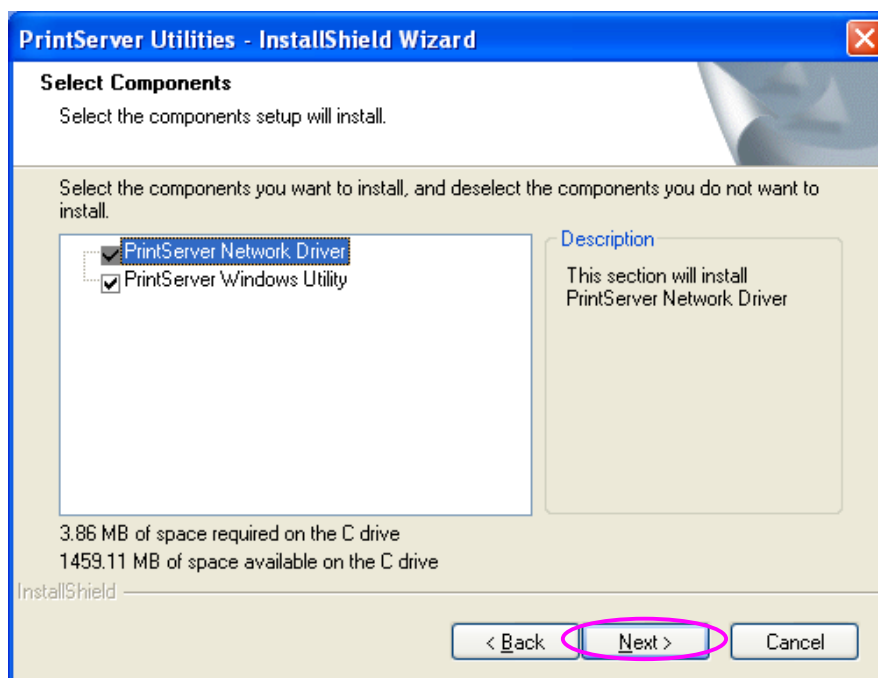 PrintServer Utilities - InstallShield Wizard
Select Components
Select the components setup will install.
Select the components you want to install, and deselect the components you do not want to
install.
PrintServer Network Driver
PrintServer Windows Utility
Description
This section will install
PrintServer Network Driver
3.86 MB of space required on the C drive
1459.11 MB of space available on the C drive
InstallShield
< Back
Next >
Cancel